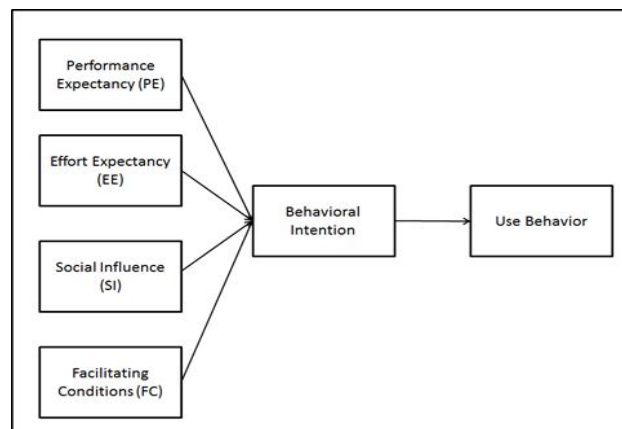 Performance
Expectancy (PE)
Effort Expectancy
(EE)
Social Influence
(SI)
Facilitating
Conditions (FC)
Behavioral
Intention
Use Behavior